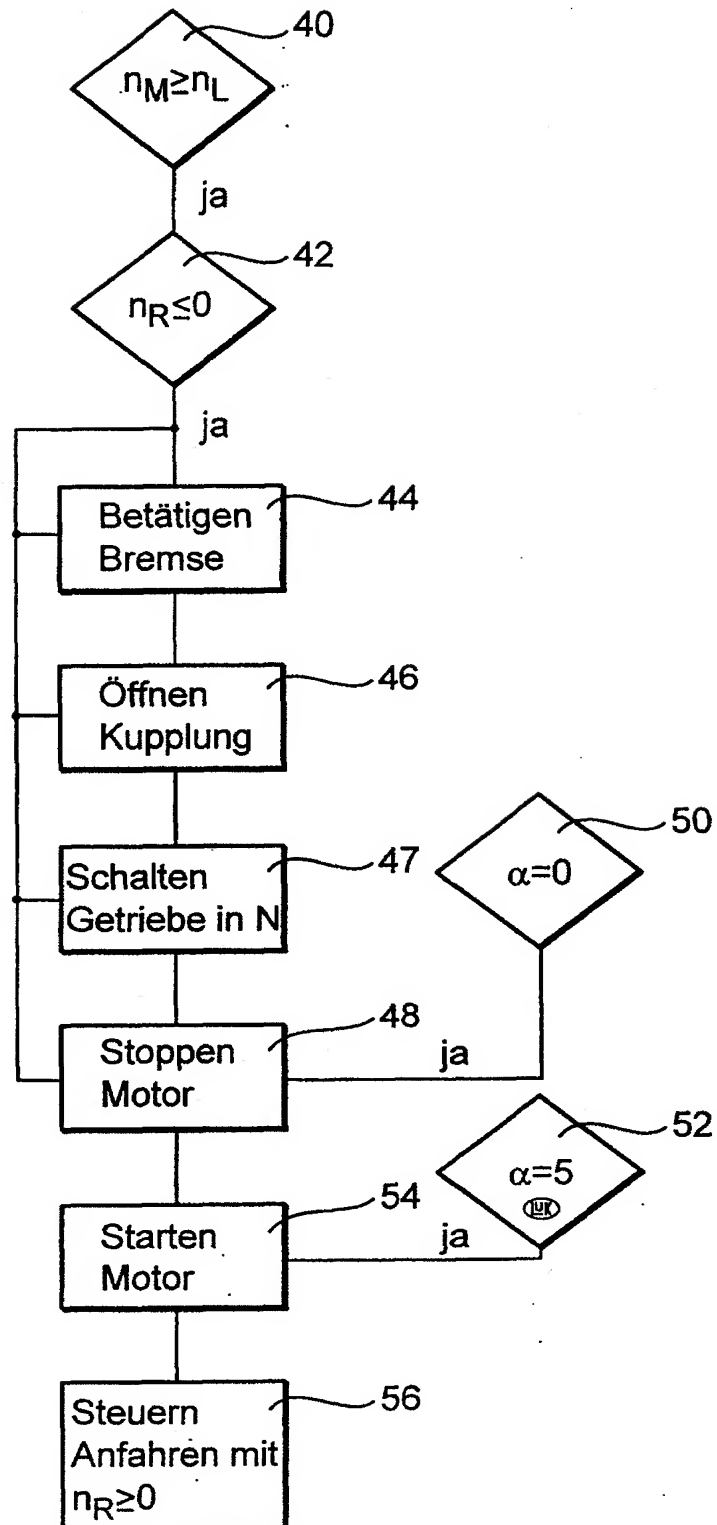 40
n_M≥n_L
ja
42
n_R≤0
ja
44
Betätigen
Bremse
46
Öffnen
Kupplung
47
Schalten
Getriebe in N
50
α=0
48
Stoppen
Motor
ja
52
α=5
LuK
54
Starten
Motor
ja
56
Steuern
Anfahren mit
n_R≥0